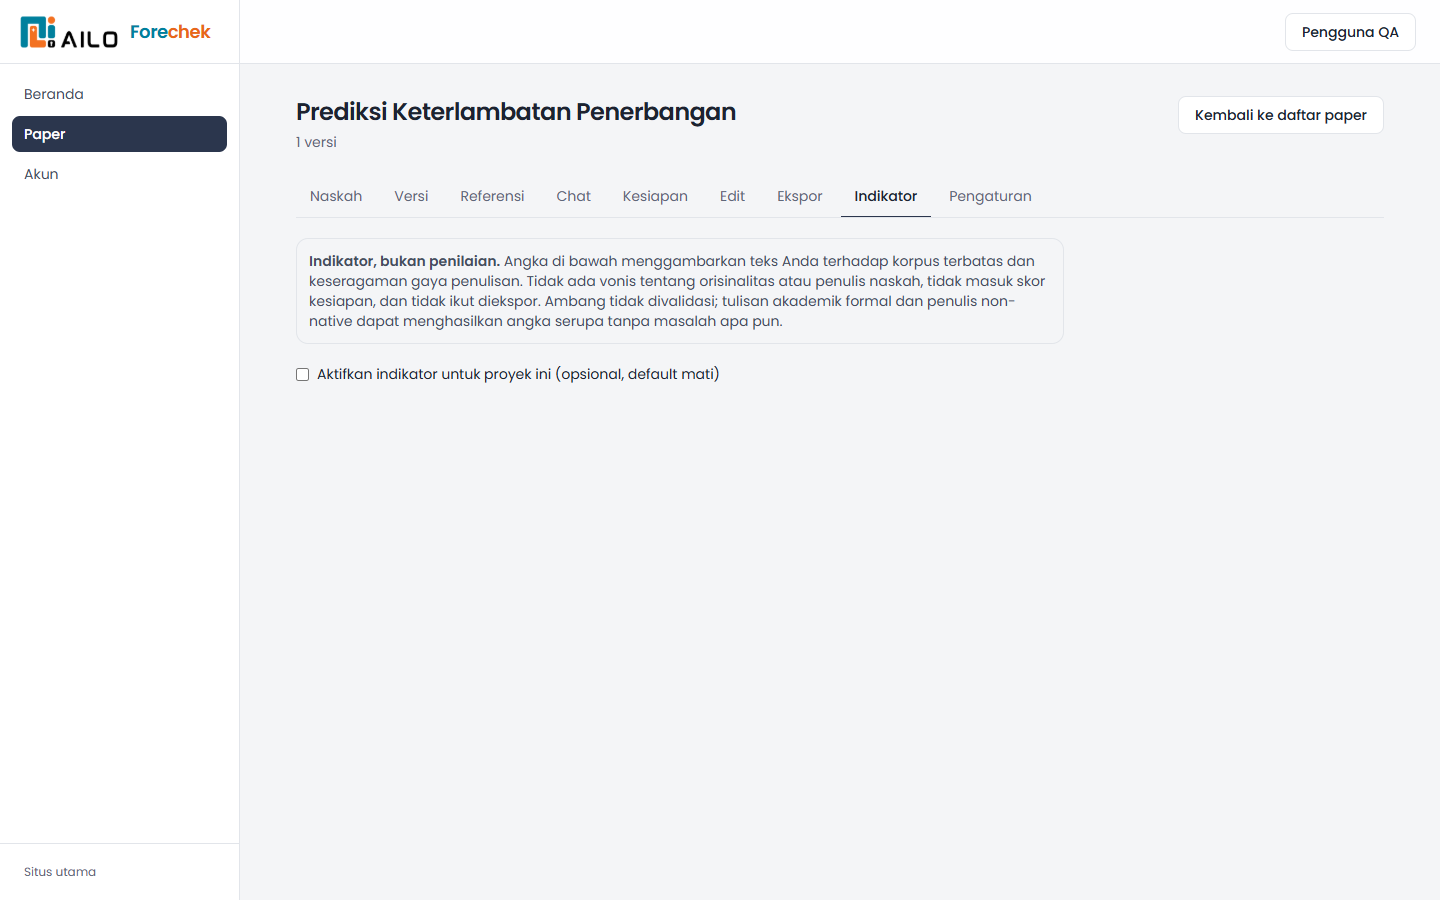 AILO Forechek
Pengguna QA
Beranda
Paper
Akun
Situs utama
Prediksi Keterlambatan Penerbangan
1 versi
Kembali ke daftar paper
Naskah Versi Referensi Chat Kesiapan Edit Ekspor Indikator Pengaturan
Indikator, bukan penilaian. Angka di bawah menggambarkan teks Anda terhadap korpus terbatas dan
keseragaman gaya penulisan. Tidak ada vonis tentang orisinalitas atau penulis naskah, tidak masuk skor
kesiapan, dan tidak ikut diekspor. Ambang tidak divalidasi; tulisan akademik formal dan penulis non-
native dapat menghasilkan angka serupa tanpa masalah apa pun.
Aktifkan indikator untuk proyek ini (opsional, default mati)